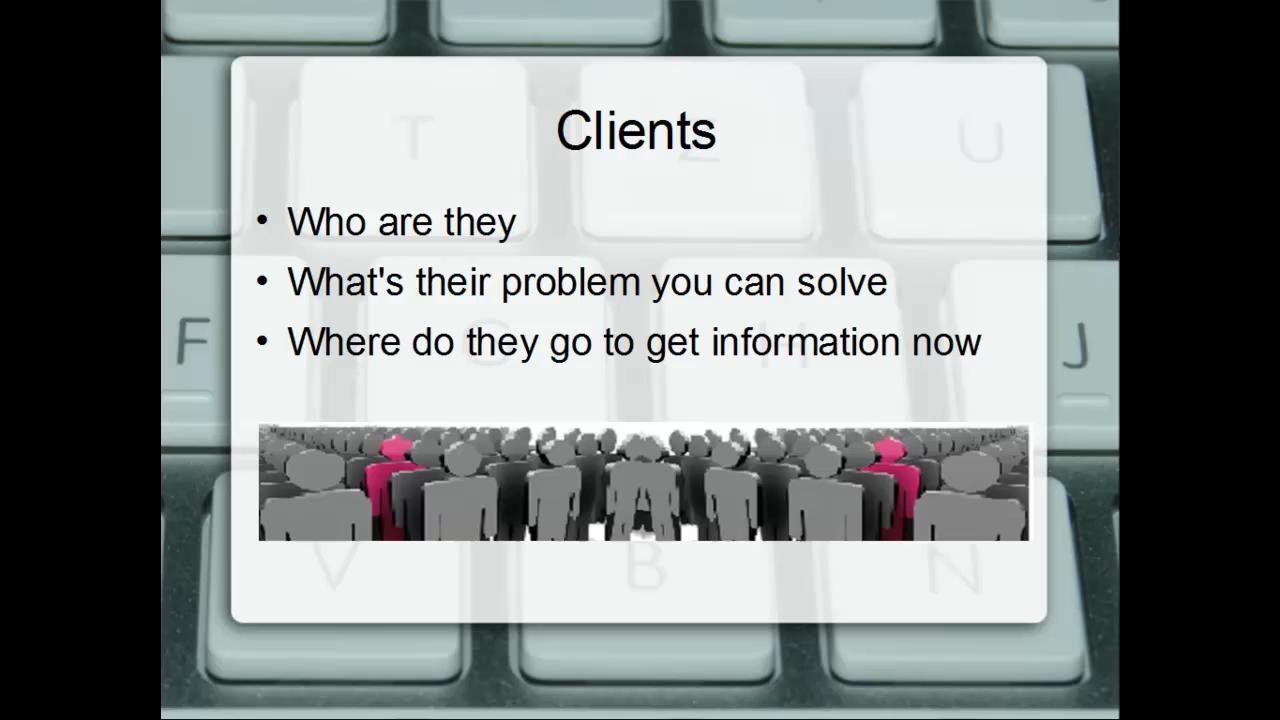 Clients
• Who are they
• What's their problem you can solve
• Where do they go to get information now
T Z U
F G H J
V B N